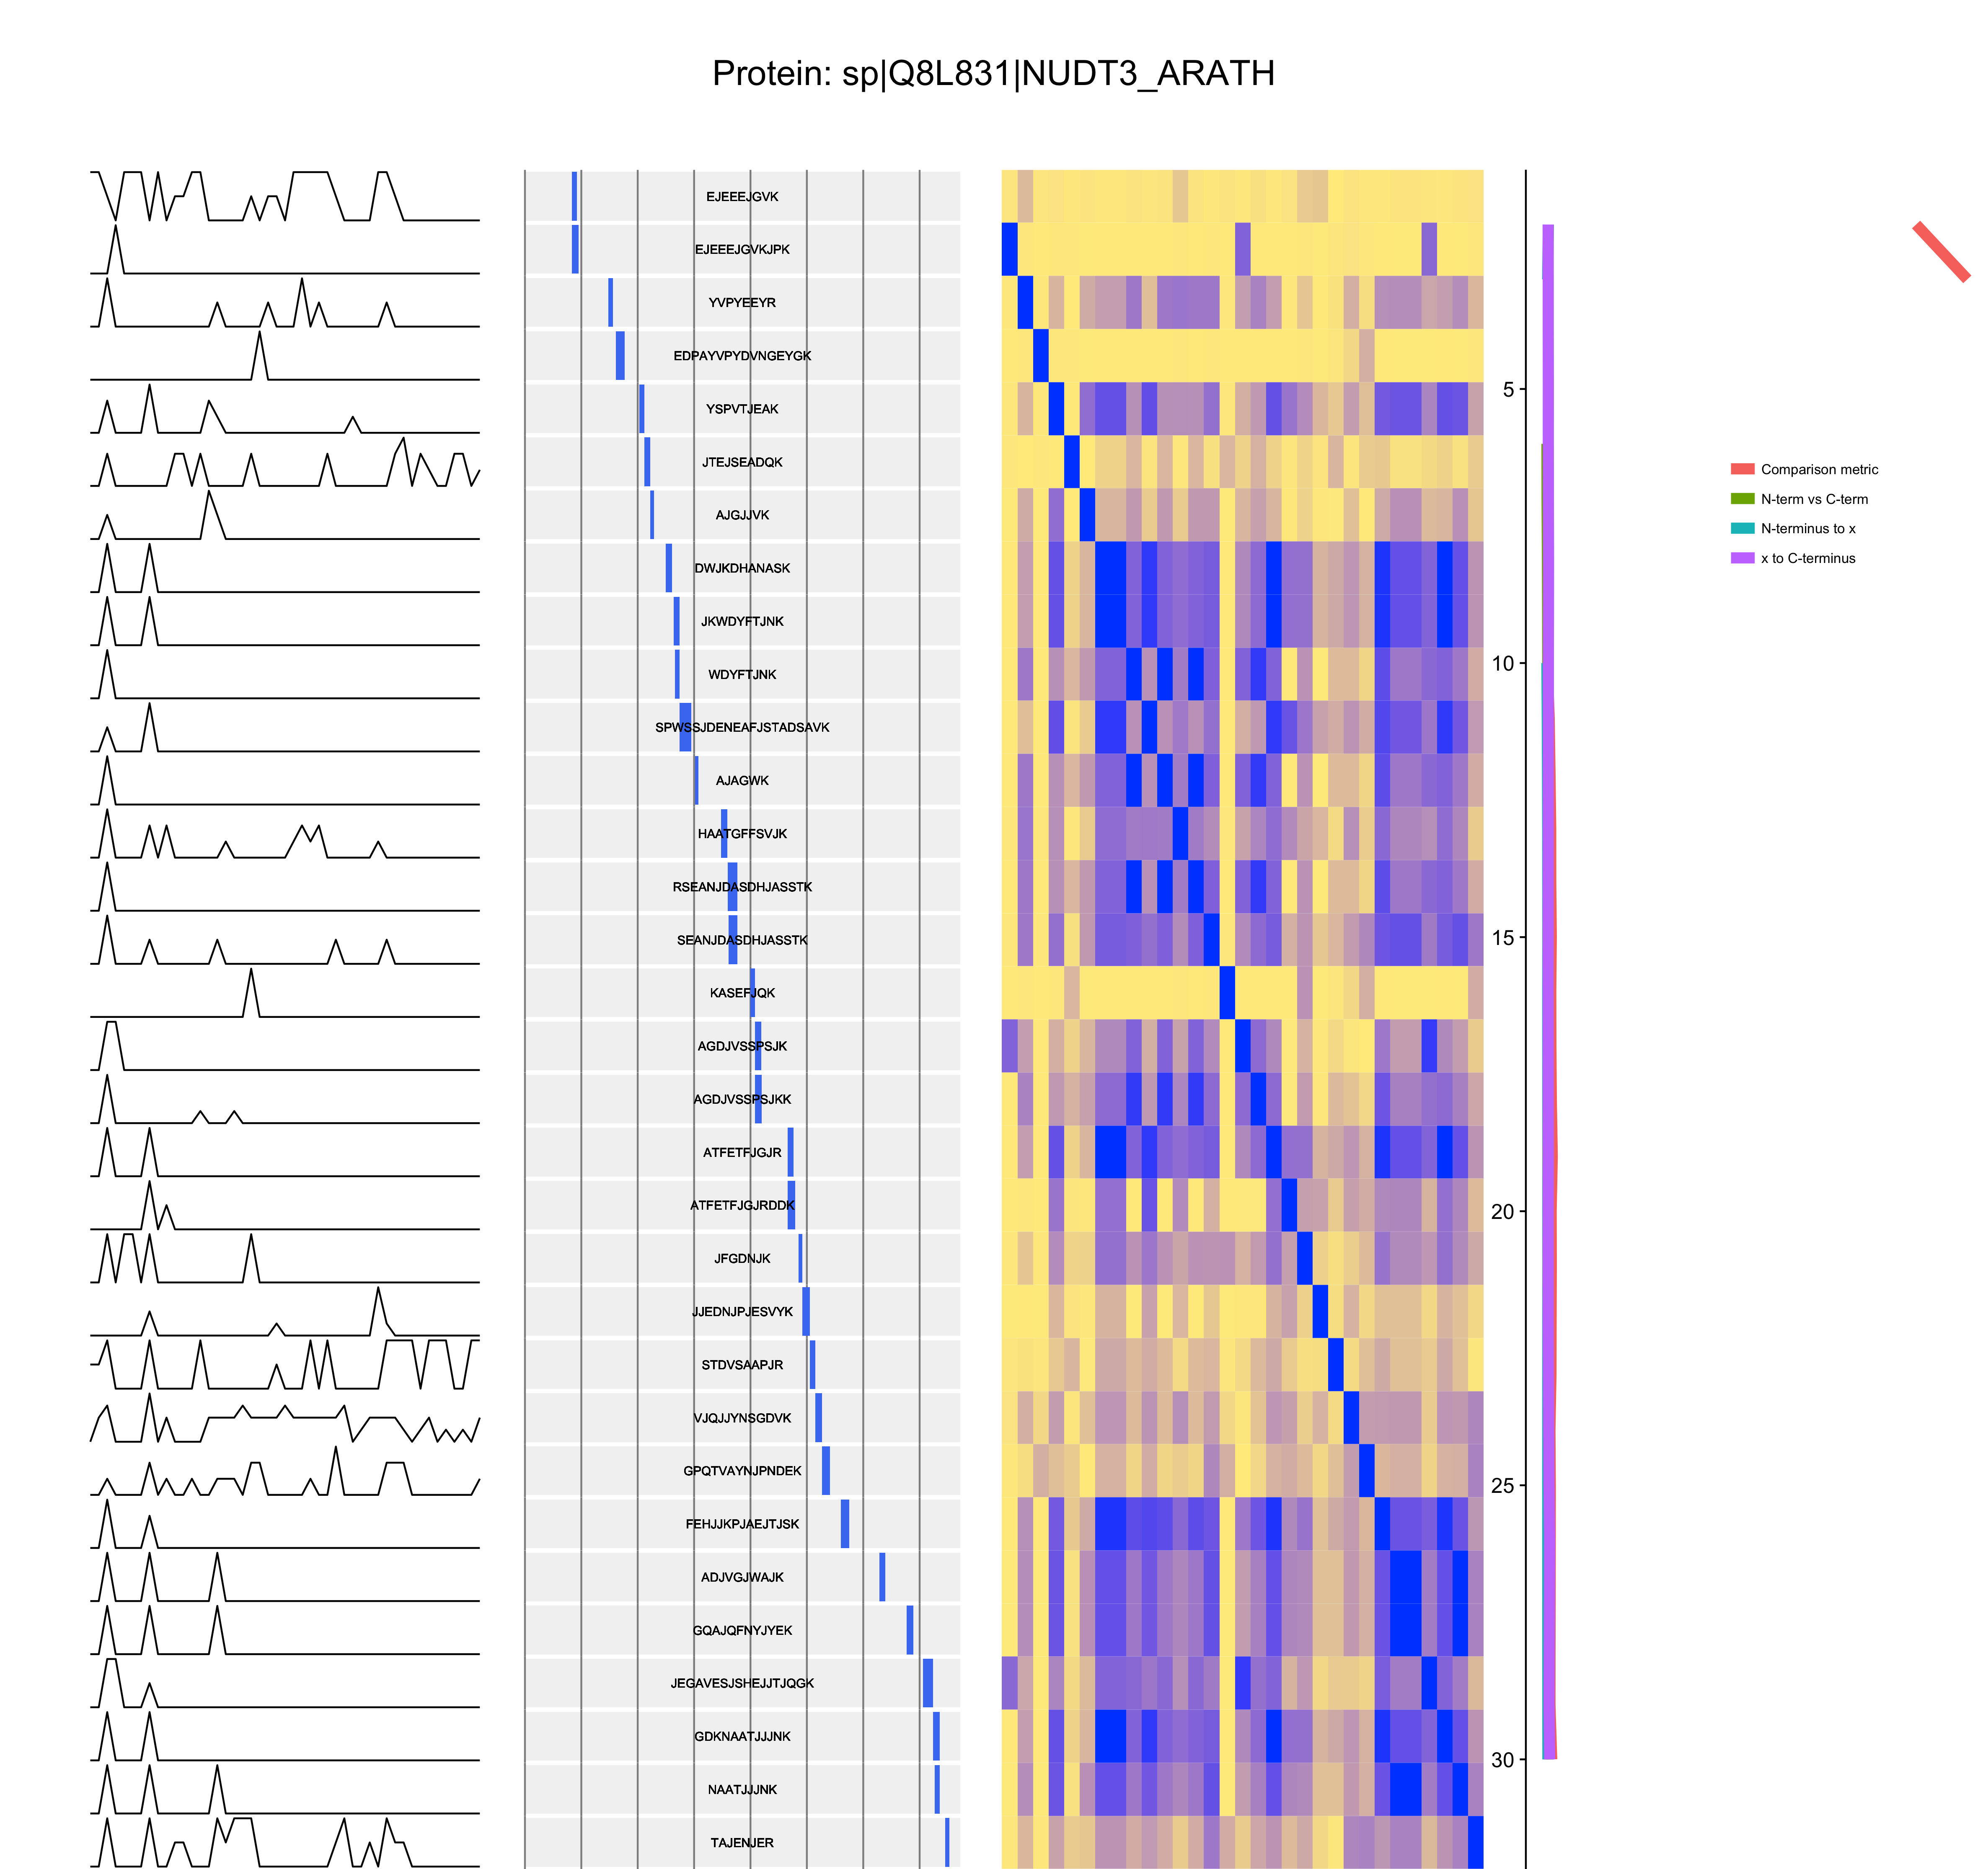 Protein: sp|Q8L831|NUDT3_ARATH
EJEEEJGVK
EJEEEJGVKJPK
YVPYEEYR
EDPAYVPYDVNGEYGK
YSPVTJEAK
JTEJSEADQK
AJGJJVK
DWJKDHANASK
JKWDYFTJNK
WDYFTJNK
SPWSSJDENEAFJSTADSAVK
AJAGWK
HAATGFFSVJK
RSEANJDASDHJASSTK
SEANJDASDHJASSTK
KASEFJQK
AGDJVSSPSJK
AGDJVSSPSJKK
ATFETFJGJR
ATFETFJGJRDDK
JFGDNJK
JJEDNJPJESVYK
STDVSAAPJR
VJQJJYNSGDVK
GPQTVAYNJPNDEK
FEHJJKPJAEJTJSK
ADJVGJWAJK
GQAJQFNYJYEK
JEGAVESJSHEJJTJQGK
GDKNAATJJJNK
NAATJJJNK
TAJENJER
5
10
15
20
25
30
Comparison metric
N-term vs C-term
N-terminus to x
x to C-terminus